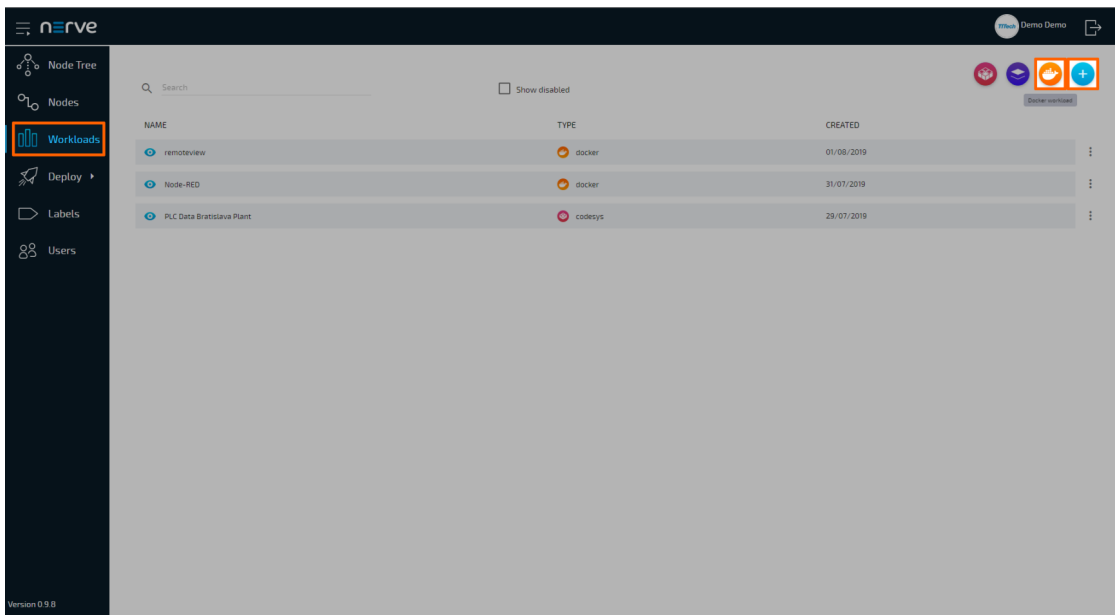 nerve
TTTech Demo Demo
Node Tree
Nodes
Workloads
Deploy
Labels
Users
Search
Show disabled
Docker workload
NAME TYPE CREATED
remoteview docker 01/08/2019
Node-RED docker 31/07/2019
PLC Data Bratislava Plant codesys 29/07/2019
Version 0.9.8